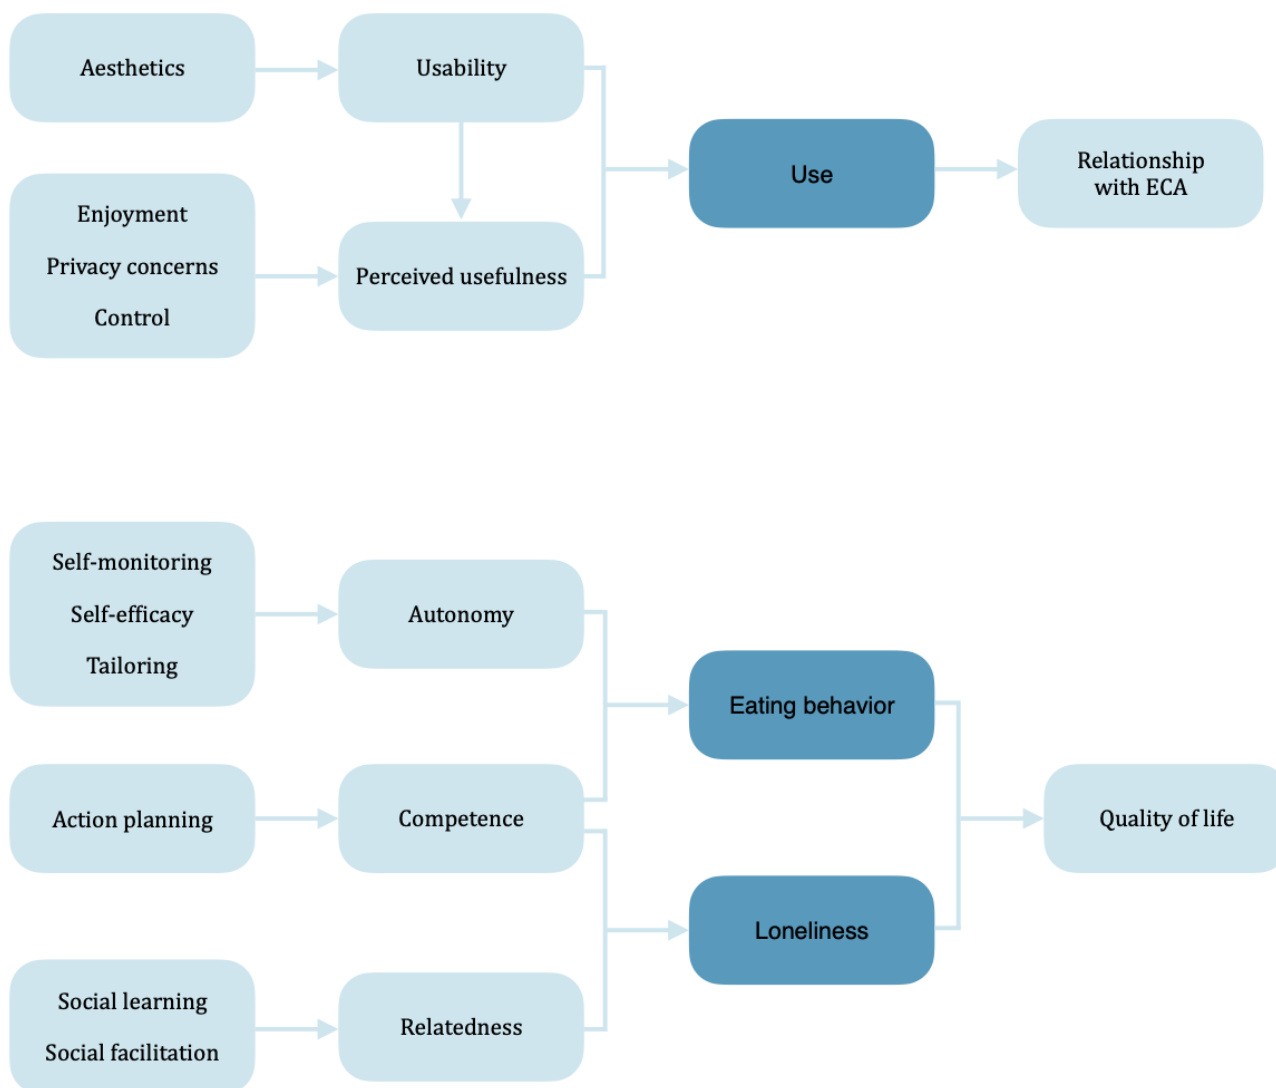 Aesthetics
Usability
Enjoyment
Privacy concerns
Control
Perceived usefulness
Use
Relationship
with ECA
Self-monitoring
Self-efficacy
Tailoring
Autonomy
Action planning
Competence
Social learning
Social facilitation
Relatedness
Eating behavior
Loneliness
Quality of life